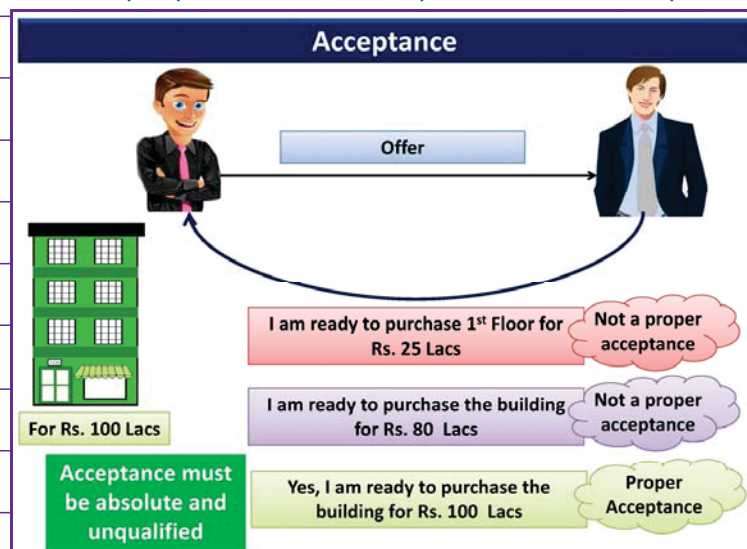 Acceptance
Offer
I am ready to purchase 1st Floor for
Rs. 25 Lacs
Not a proper
acceptance
For Rs. 100 Lacs
I am ready to purchase the building
for Rs. 80 Lacs
Not a proper
acceptance
Acceptance must
be absolute and
unqualified
Yes, I am ready to purchase the
building for Rs. 100 Lacs
Proper
Acceptance